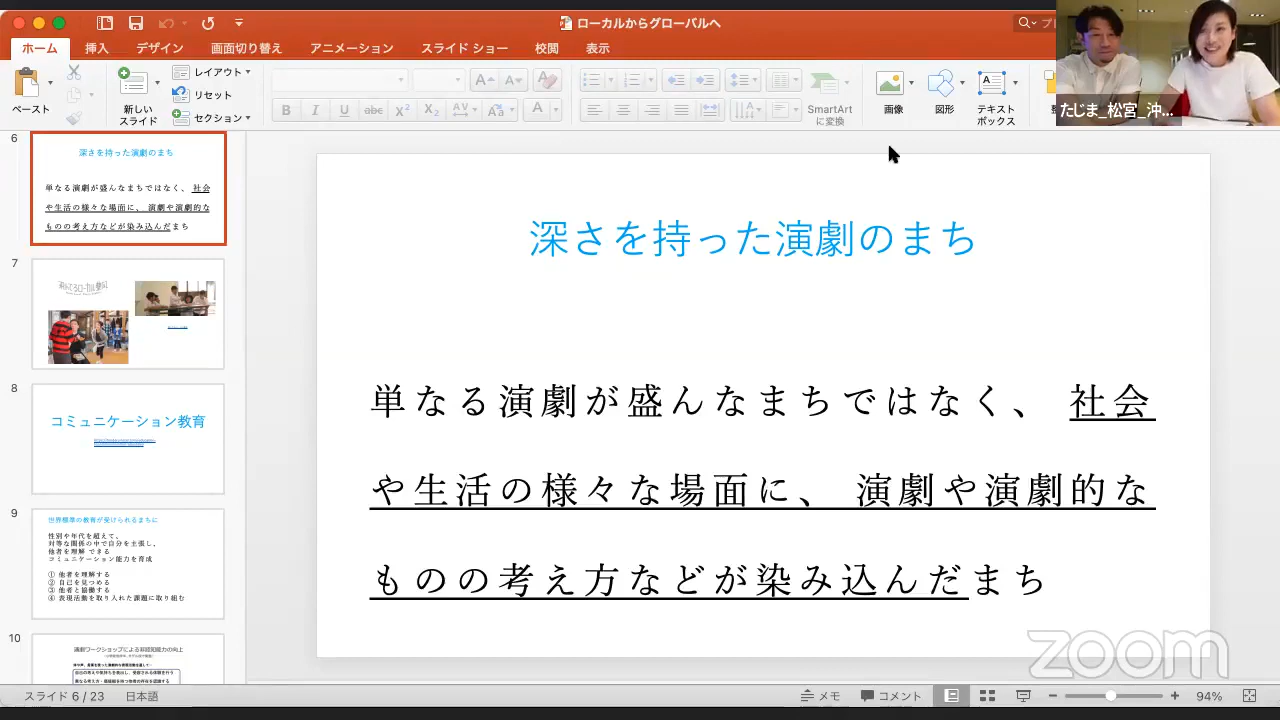 ローカルからグローバルへ
ホーム 挿入 デザイン 画面切り替え アニメーション スライド ショー 校閲 表示
ペースト
新しい
スライド
レイアウト
リセット
セクション
B I U abc X² X₂ AV Aa A
SmartArt
に変換
画像
図形
テキスト
ボックス
たじま_松宮_沖...
6
深さを持った演劇のまち
単なる演劇が盛んなまちではなく、 社会
や生活の様々な場面に、 演劇や演劇的な
ものの考え方などが染み込んだまち
7
8
コミュニケーション教育
9
世界標準の教育が受けられるまちに
性別や年代を超えて、
対等な関係の中で自分を主張し、
他者を理解 できる
コミュニケーション能力を育成
① 他者を理解する
② 自己を見つめる
③ 他者と協働する
④ 表現活動を取り入れた課題に取り組む
10
演劇ワークショップによる非認知能力の向上
深さを持った演劇のまち
単なる演劇が盛んなまちではなく、 社会
や生活の様々な場面に、 演劇や演劇的な
ものの考え方などが染み込んだまち
zoom
スライド 6 / 23 日本語
メモ コメント 94%